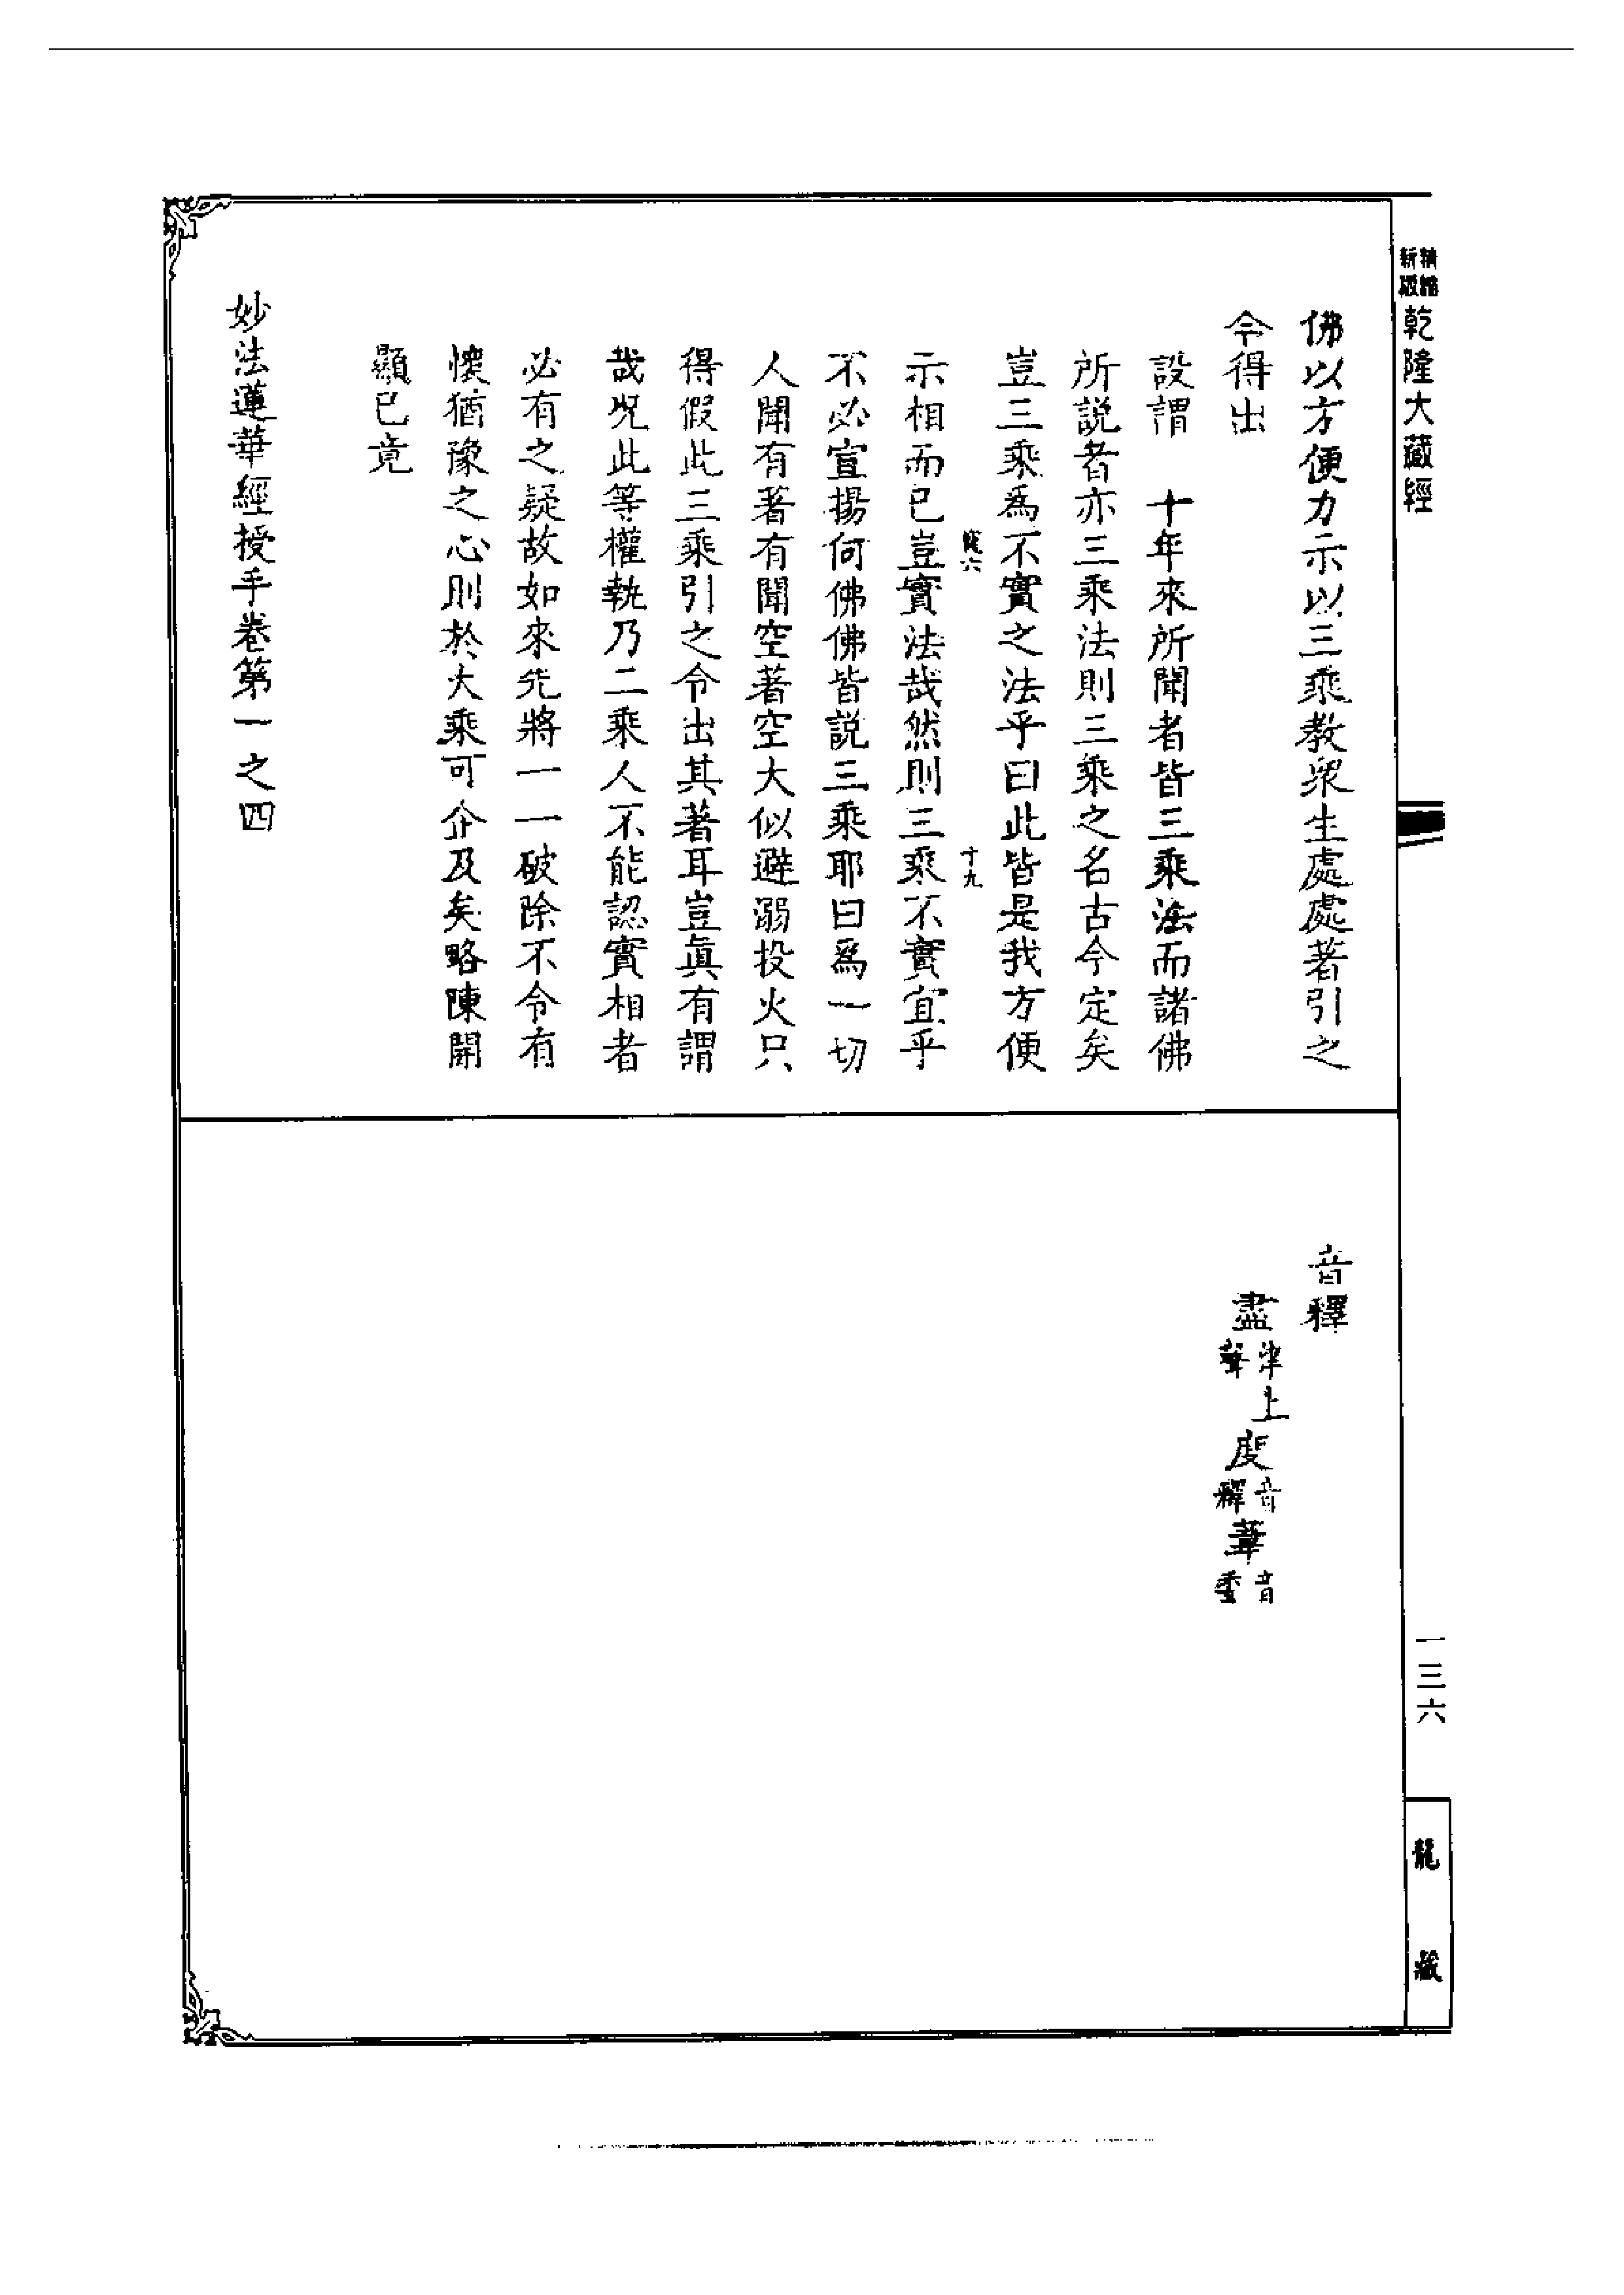 精縮
新版
乾隆大藏經
佛以方便力示以三乘教衆生處處著引之
令得出
設謂　十年來所聞者皆三乘法而諸佛
所説者亦三乘法則三乘之名古今定矣
豈三乘爲不實之法乎曰此皆是我方便
十九
示相而已豈實法哉然則三乘不實宜乎
不必宣揚何佛佛皆説三乘耶曰爲一切
人聞有著有聞空著空大似避溺投火只
得假此三乘引之令出其著耳豈眞有謂
哉况此等權執乃二乘人不能認實相者
必有之疑故如來先將一一破除不令有
懷猶豫之心則於大乘可企及矣略陳開
顯已竟
妙法蓮華經授手卷第一之四
音釋
盡津上聲 度音釋 華音
一三六
龍藏